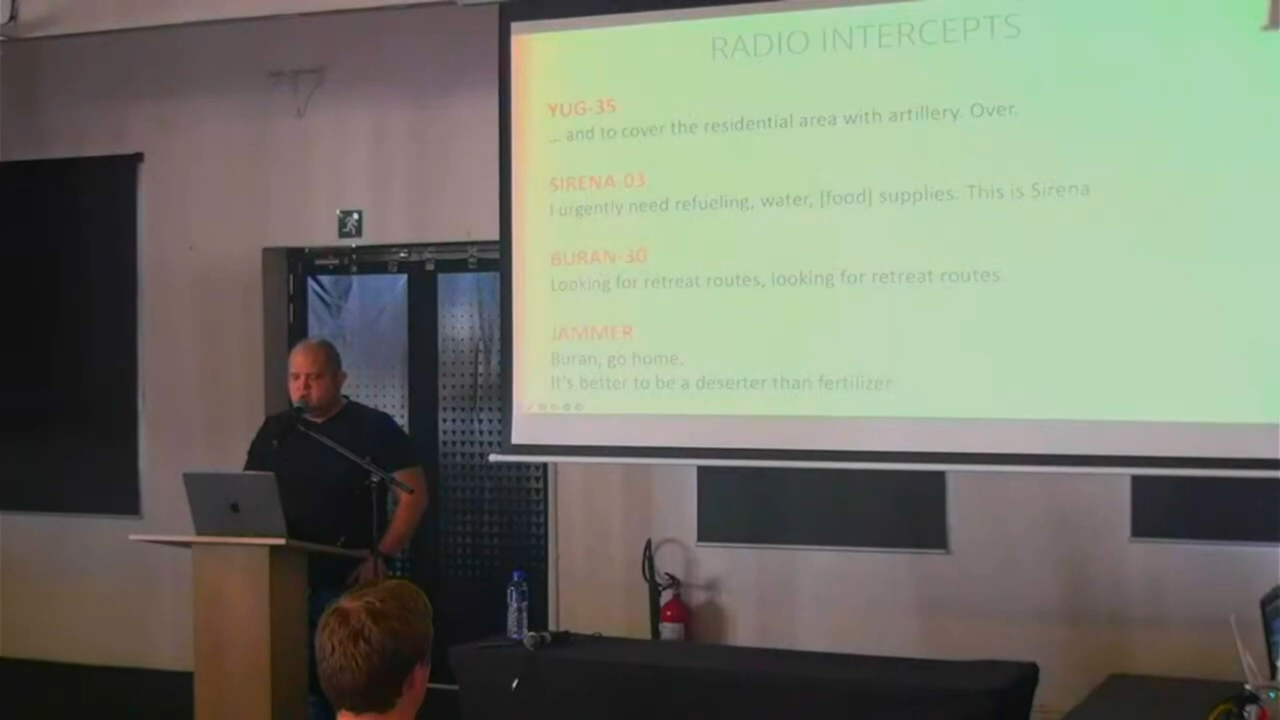 RADIO INTERCEPTS
YUG-35
... and to cover the residential area with artillery. Over.
SIRENA-03
I urgently need refueling, water, [food] supplies. This is Sirena
BURAN-30
Looking for retreat routes, looking for retreat routes.
JAMMER
Buran, go home.
It's better to be a deserter than fertilizer